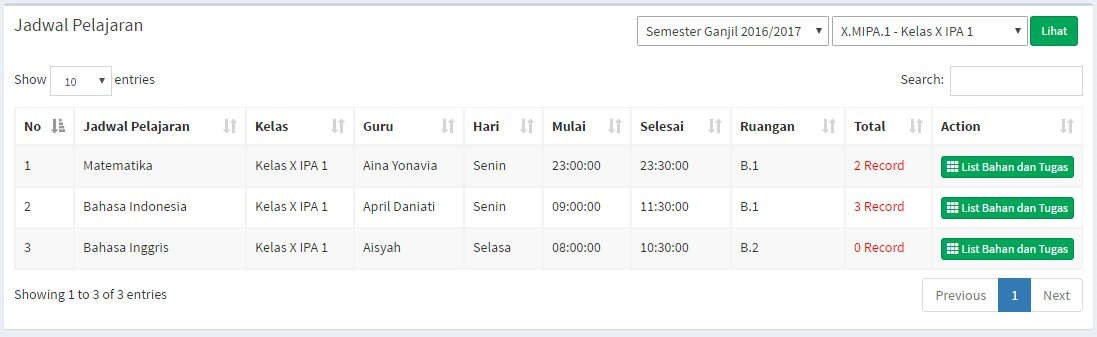 Jadwal Pelajaran Semester Ganjil 2016/2017 X.MIPA.1 - Kelas X IPA 1 Lihat
Show 10 entries Search:
No Jadwal Pelajaran Kelas Guru Hari Mulai Selesai Ruangan Total Action
1 Matematika Kelas X IPA 1 Aina Yonavia Senin 23:00:00 23:30:00 B.1 2 Record List Bahan dan Tugas
2 Bahasa Indonesia Kelas X IPA 1 April Daniati Senin 09:00:00 11:30:00 B.1 3 Record List Bahan dan Tugas
3 Bahasa Inggris Kelas X IPA 1 Aisyah Selasa 08:00:00 10:30:00 B.2 0 Record List Bahan dan Tugas
Showing 1 to 3 of 3 entries Previous 1 Next